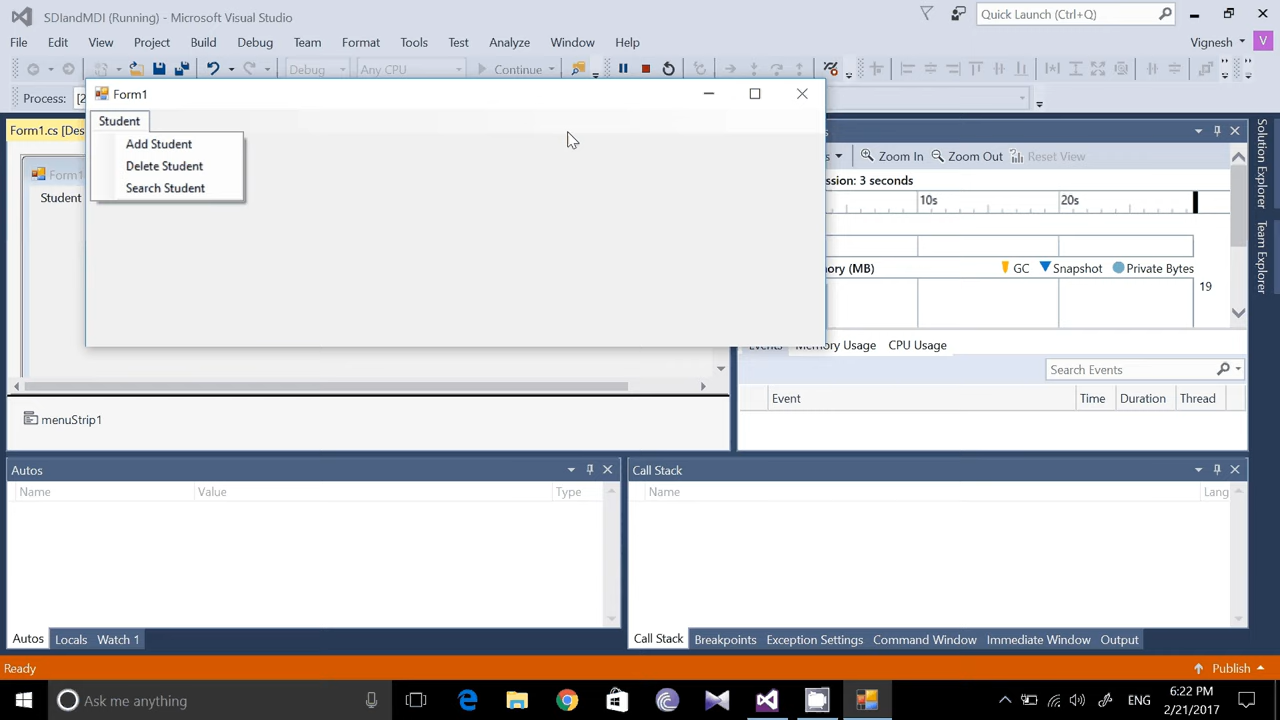 SDIandMDI (Running) - Microsoft Visual Studio
Quick Launch (Ctrl+Q)
File Edit View Project Build Debug Team Format Tools Test Analyze Window Help
Vignesh V
Debug Any CPU Continue
Process: [2
Form1
Form1.cs [Des
Student
Add Student
Delete Student
Search Student
Form1
Student
Zoom In Zoom Out Reset View
ssion: 3 seconds
10s 20s
ory (MB) GC Snapshot Private Bytes
19
Events Memory Usage CPU Usage
Search Events
Event Time Duration Thread
Solution Explorer
Team Explorer
menuStrip1
Autos
Name Value Type
Call Stack
Name Lang
Autos Locals Watch 1
Call Stack Breakpoints Exception Settings Command Window Immediate Window Output
Ready
Publish
Ask me anything
ENG
6:22 PM
2/21/2017